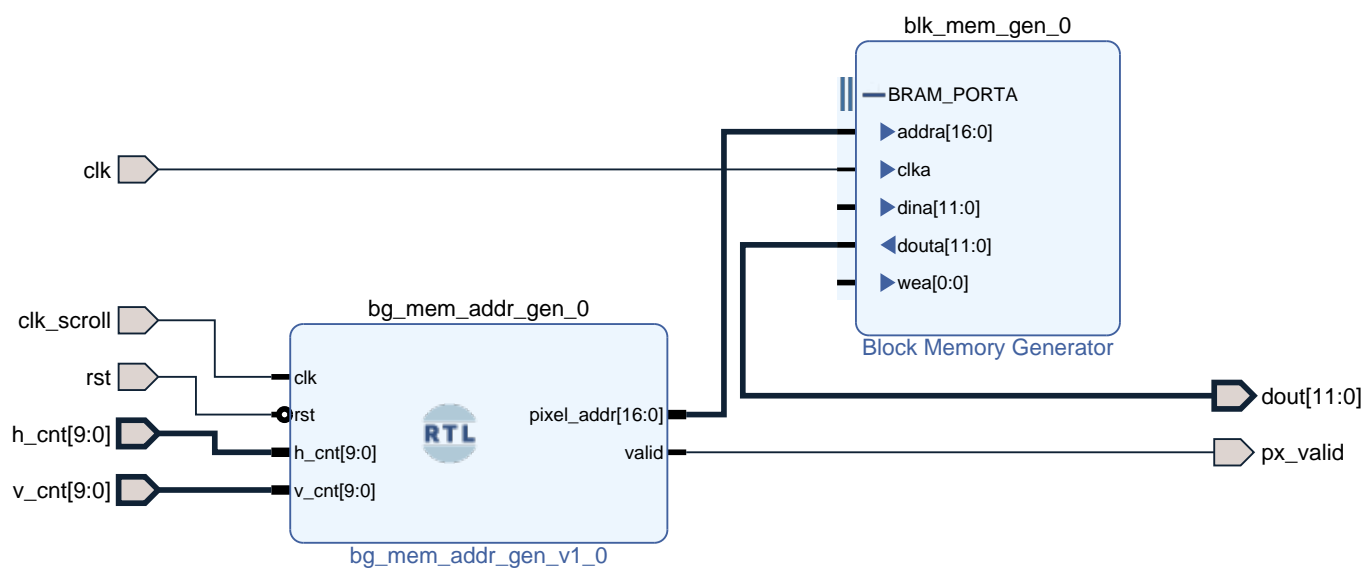 blk_mem_gen_0
BRAM_PORTA
addra[16:0]
clk
clka
dina[11:0]
douta[11:0]
wea[0:0]
Block Memory Generator
bg_mem_addr_gen_0
clk_scroll
clk
rst
rst
pixel_addr[16:0]
dout[11:0]
h_cnt[9:0]
RTL
h_cnt[9:0]
valid
px_valid
v_cnt[9:0]
v_cnt[9:0]
bg_mem_addr_gen_v1_0